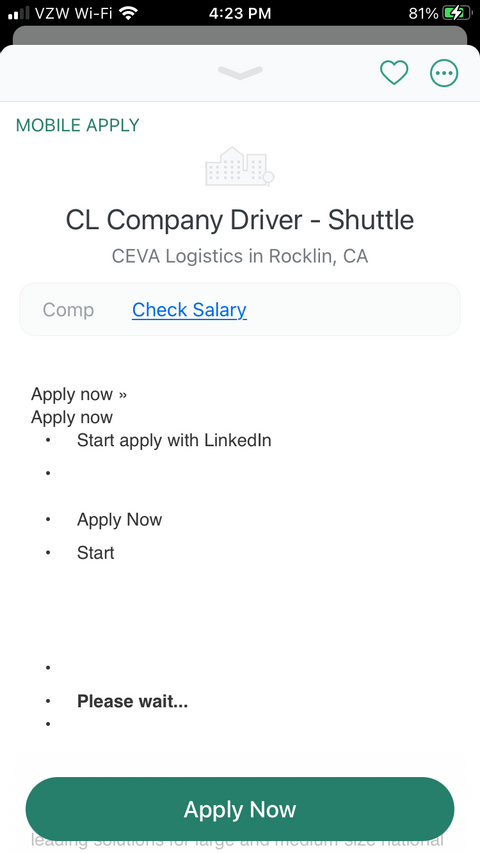 VZW Wi-Fi 4:23 PM 81%
MOBILE APPLY
CL Company Driver - Shuttle
CEVA Logistics in Rocklin, CA
Comp Check Salary
Apply now »
Apply now
• Start apply with LinkedIn
•
• Apply Now
• Start
•
• Please wait...
•
Apply Now
leading solutions for large and medium size national